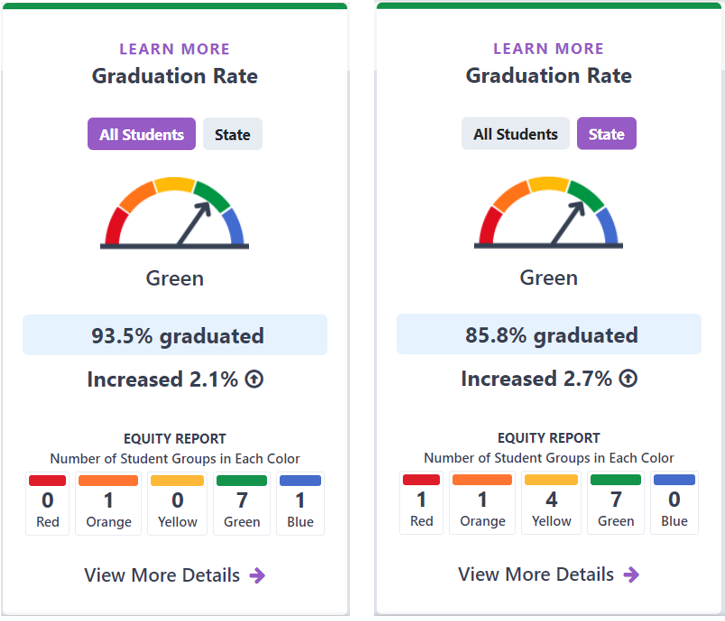 LEARN MORE
Graduation Rate
All Students State
Green
93.5% graduated
Increased 2.1%
EQUITY REPORT
Number of Student Groups in Each Color
0 1 0 7 1
Red Orange Yellow Green Blue
View More Details
LEARN MORE
Graduation Rate
All Students State
Green
85.8% graduated
Increased 2.7%
EQUITY REPORT
Number of Student Groups in Each Color
1 1 4 7 0
Red Orange Yellow Green Blue
View More Details